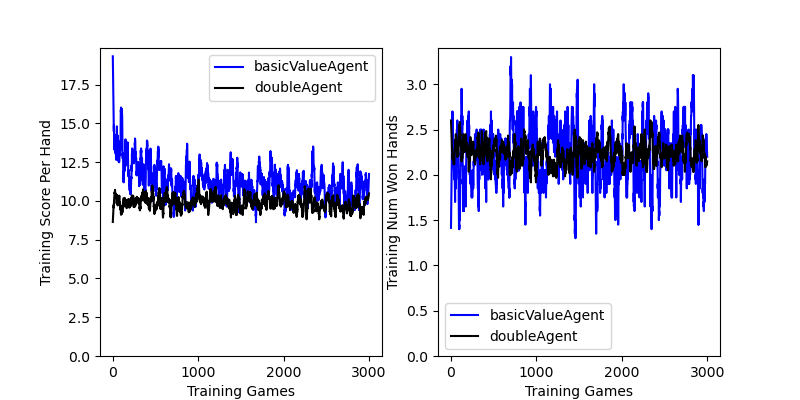 Training Score Per Hand
17.5
15.0
12.5
10.0
7.5
5.0
2.5
0.0
0
1000
2000
3000
Training Games
basicValueAgent
doubleAgent
Training Num Won Hands
3.0
2.5
2.0
1.5
1.0
0.5
0.0
0
1000
2000
3000
Training Games
basicValueAgent
doubleAgent